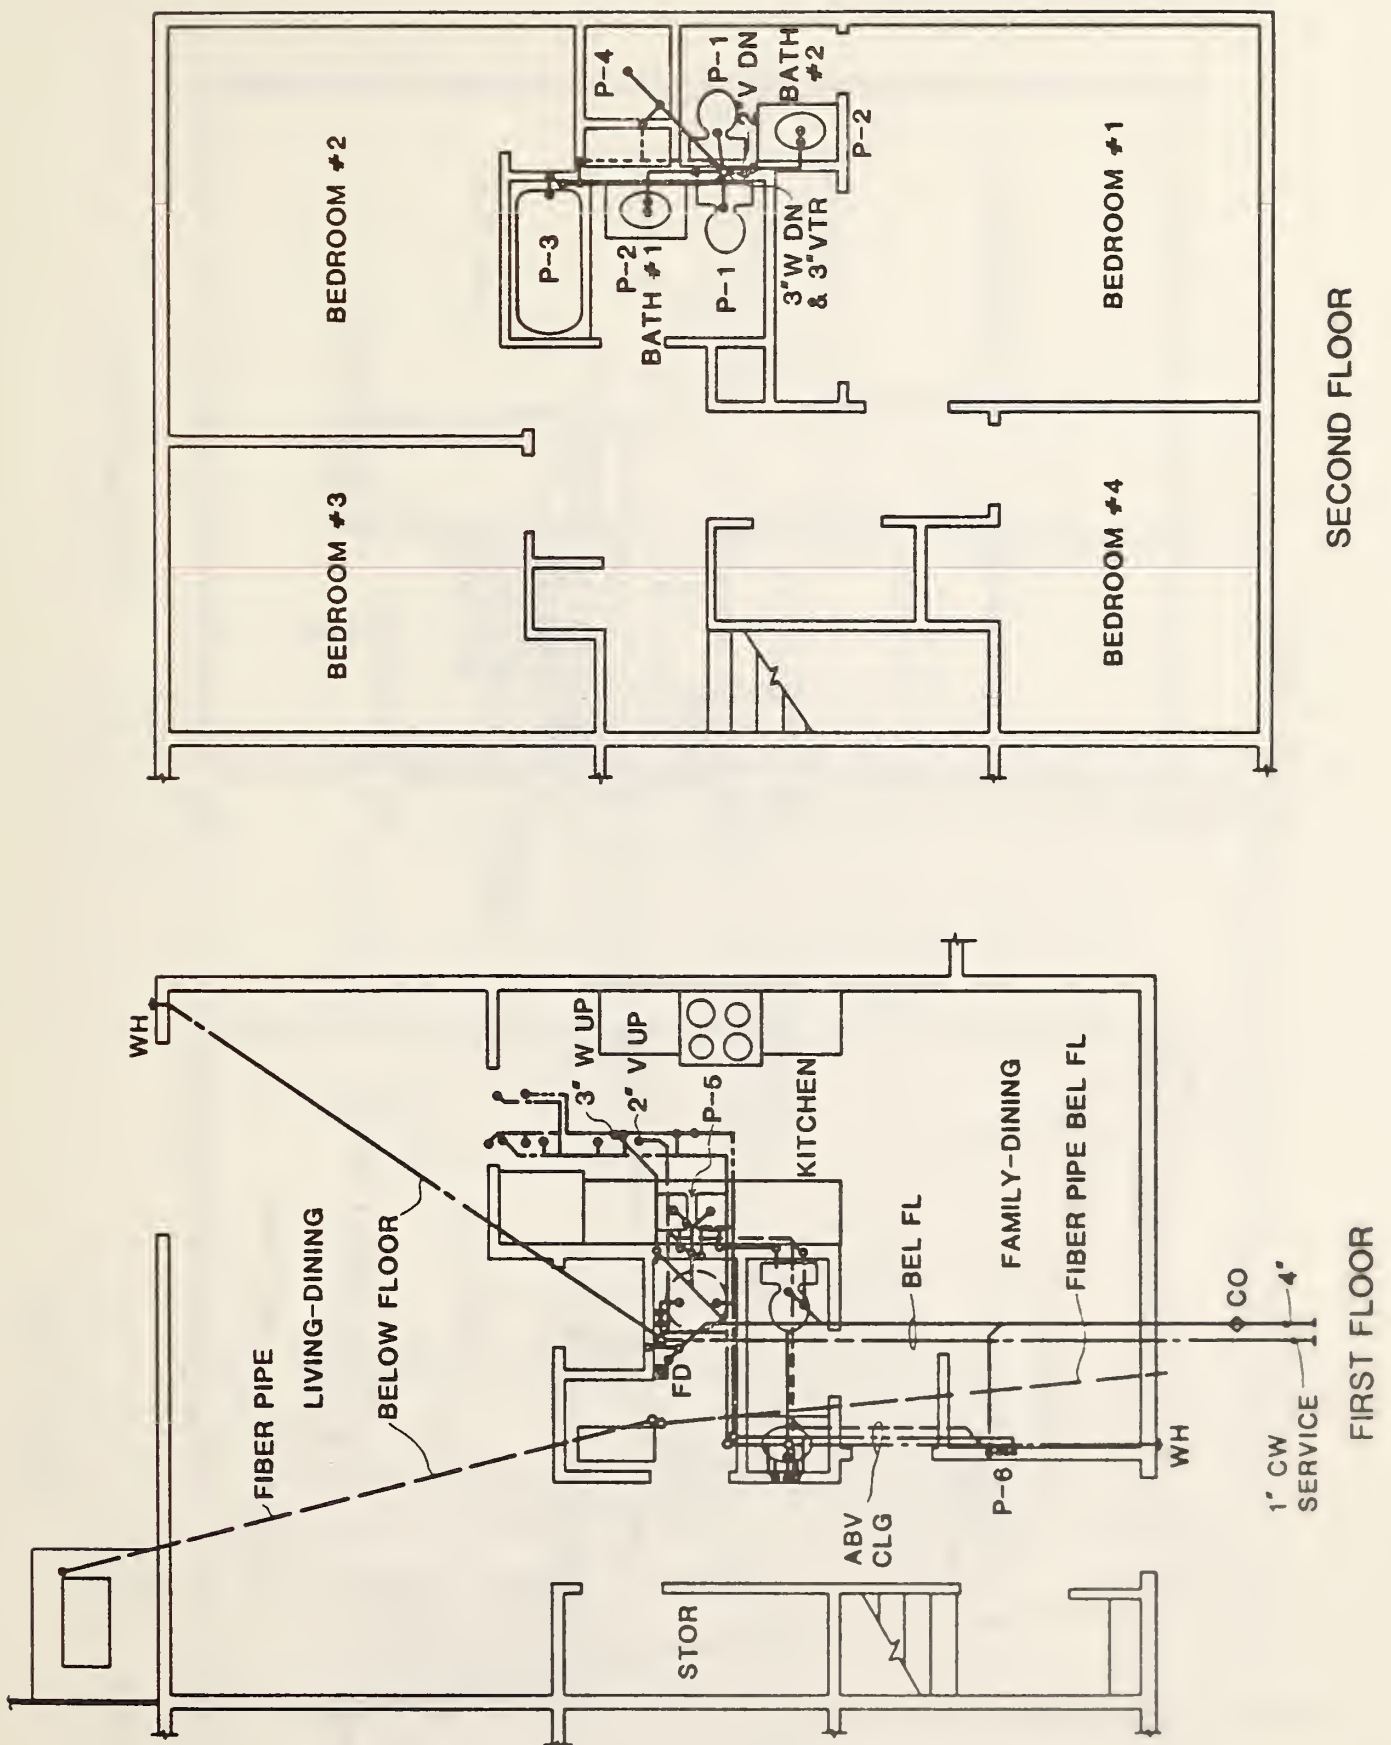 WH
FIBER PIPE
LIVING-DINING
BELOW FLOOR
3" W UP
2" V UP
P-5
KITCHEN
FD
BEL FL
FAMILY-DINING
FIBER PIPE BEL FL
ABV
CLG
P-6
WH
CO
4"
1" CW
SERVICE
STOR
FIRST FLOOR
BEDROOM #2
BEDROOM #3
P-4
P-3
P-2
BATH #1
P-1
P-1
2" V DN
BATH
#2
P-2
3"W DN
& 3"VTR
BEDROOM #1
BEDROOM #4
SECOND FLOOR